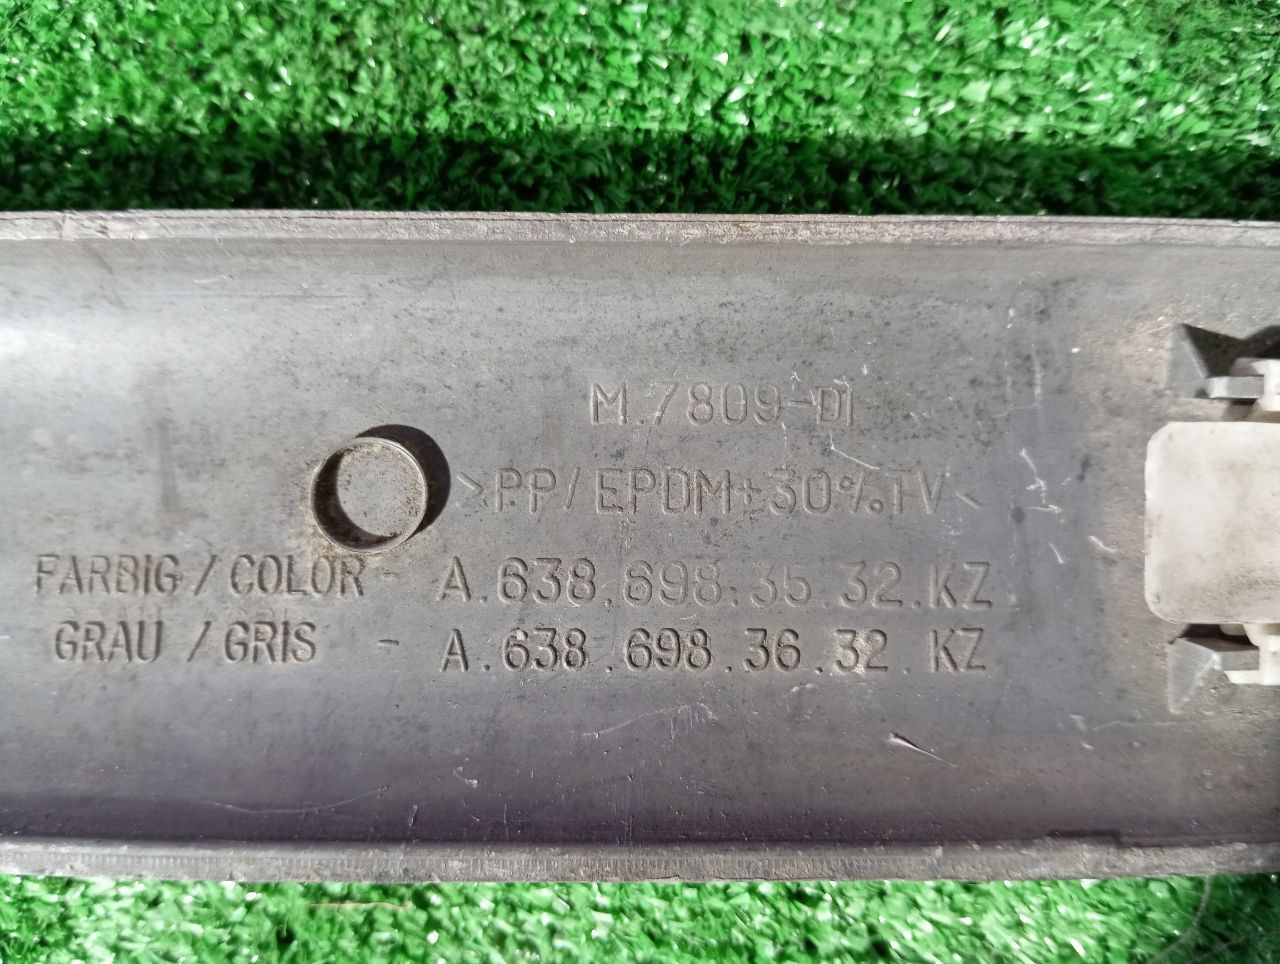 M.7809-DI
>PP/EPDM+30%TV<
FARBIG/COLOR- A.638.698.35.32.KZ
GRAU/GRIS - A.638.698.36.32.KZ